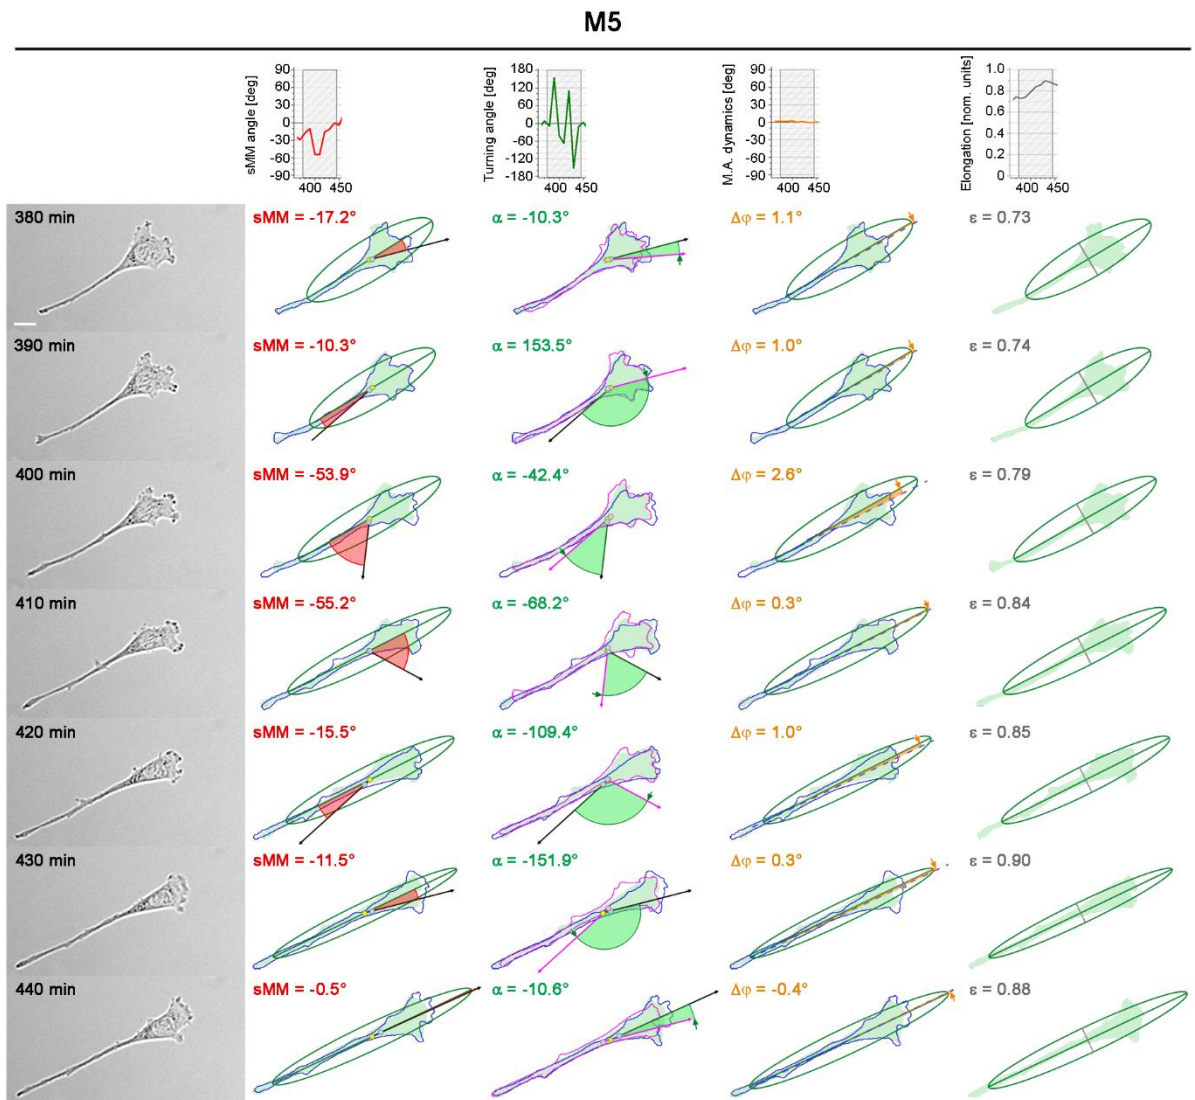 M5
sMM angle [deg]
90
60
30
0
-30
-60
-90
400 450
Turning angle [deg]
180
120
60
0
-60
-120
-180
400 450
M.A. dynamics [deg]
90
60
30
0
-30
-60
-90
400 450
Elongation [nom. units]
1.0
0.8
0.6
0.4
0.2
0
400 450
380 min sMM = -17.2° α = -10.3° Δφ = 1.1° ε = 0.73
390 min sMM = -10.3° α = 153.5° Δφ = 1.0° ε = 0.74
400 min sMM = -53.9° α = -42.4° Δφ = 2.6° ε = 0.79
410 min sMM = -55.2° α = -68.2° Δφ = 0.3° ε = 0.84
420 min sMM = -15.5° α = -109.4° Δφ = 1.0° ε = 0.85
430 min sMM = -11.5° α = -151.9° Δφ = 0.3° ε = 0.90
440 min sMM = -0.5° α = -10.6° Δφ = -0.4° ε = 0.88